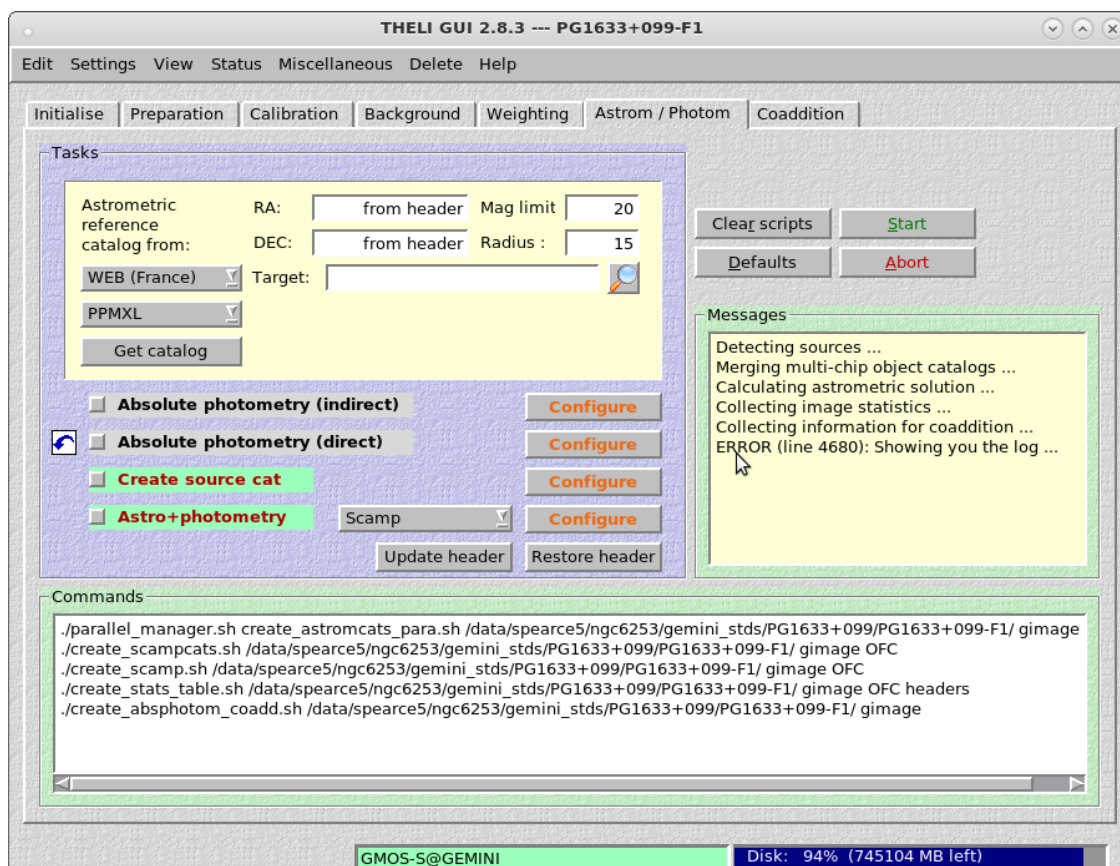 THELI GUI 2.8.3 --- PG1633+099-F1
Edit Settings View Status Miscellaneous Delete Help
Initialise Preparation Calibration Background Weighting Astrom / Photom Coaddition
Tasks
Astrometric
reference
catalog from:
RA: from header Mag limit 20
DEC: from header Radius : 15
WEB (France) Target:
PPMXL
Get catalog
Absolute photometry (indirect) Configure
Absolute photometry (direct) Configure
Create source cat Configure
Astro+photometry Scamp Configure
Update header Restore header
Clear scripts Start
Defaults Abort
Messages
Detecting sources ...
Merging multi-chip object catalogs ...
Calculating astrometric solution ...
Collecting image statistics ...
Collecting information for coaddition ...
ERROR (line 4680): Showing you the log ...
Commands
./parallel_manager.sh create_astromcats_para.sh /data/spearce5/ngc6253/gemini_stds/PG1633+099/PG1633+099-F1/ gimage
./create_scampcats.sh /data/spearce5/ngc6253/gemini_stds/PG1633+099/PG1633+099-F1/ gimage OFC
./create_scamp.sh /data/spearce5/ngc6253/gemini_stds/PG1633+099/PG1633+099-F1/ gimage OFC
./create_stats_table.sh /data/spearce5/ngc6253/gemini_stds/PG1633+099/PG1633+099-F1/ gimage OFC headers
./create_absphotom_coadd.sh /data/spearce5/ngc6253/gemini_stds/PG1633+099/PG1633+099-F1/ gimage
GMOS-S@GEMINI Disk: 94% (745104 MB left)